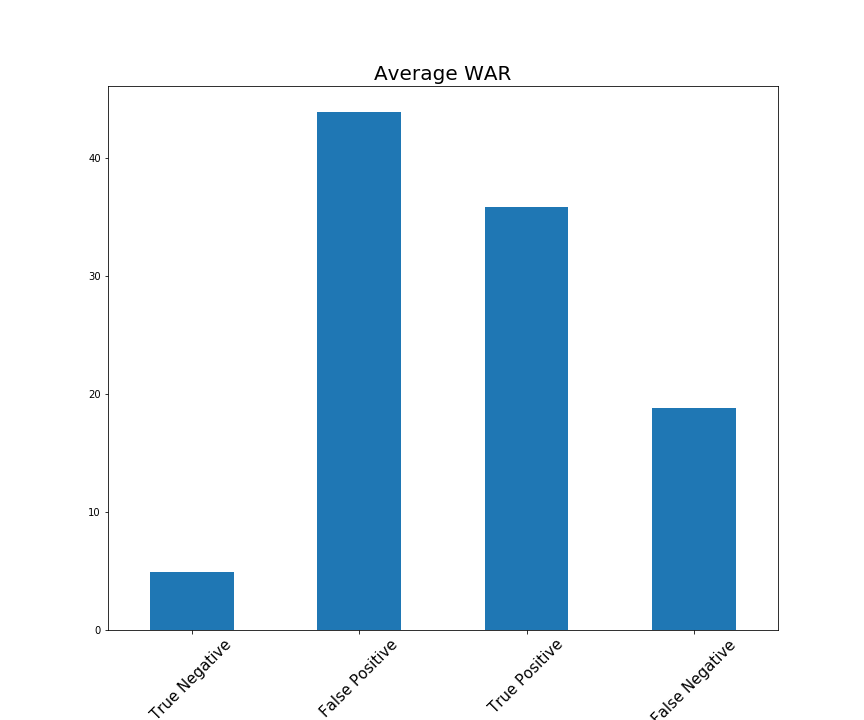 Average WAR
40
30
20
10
0
True Negative
False Positive
True Positive
False Negative